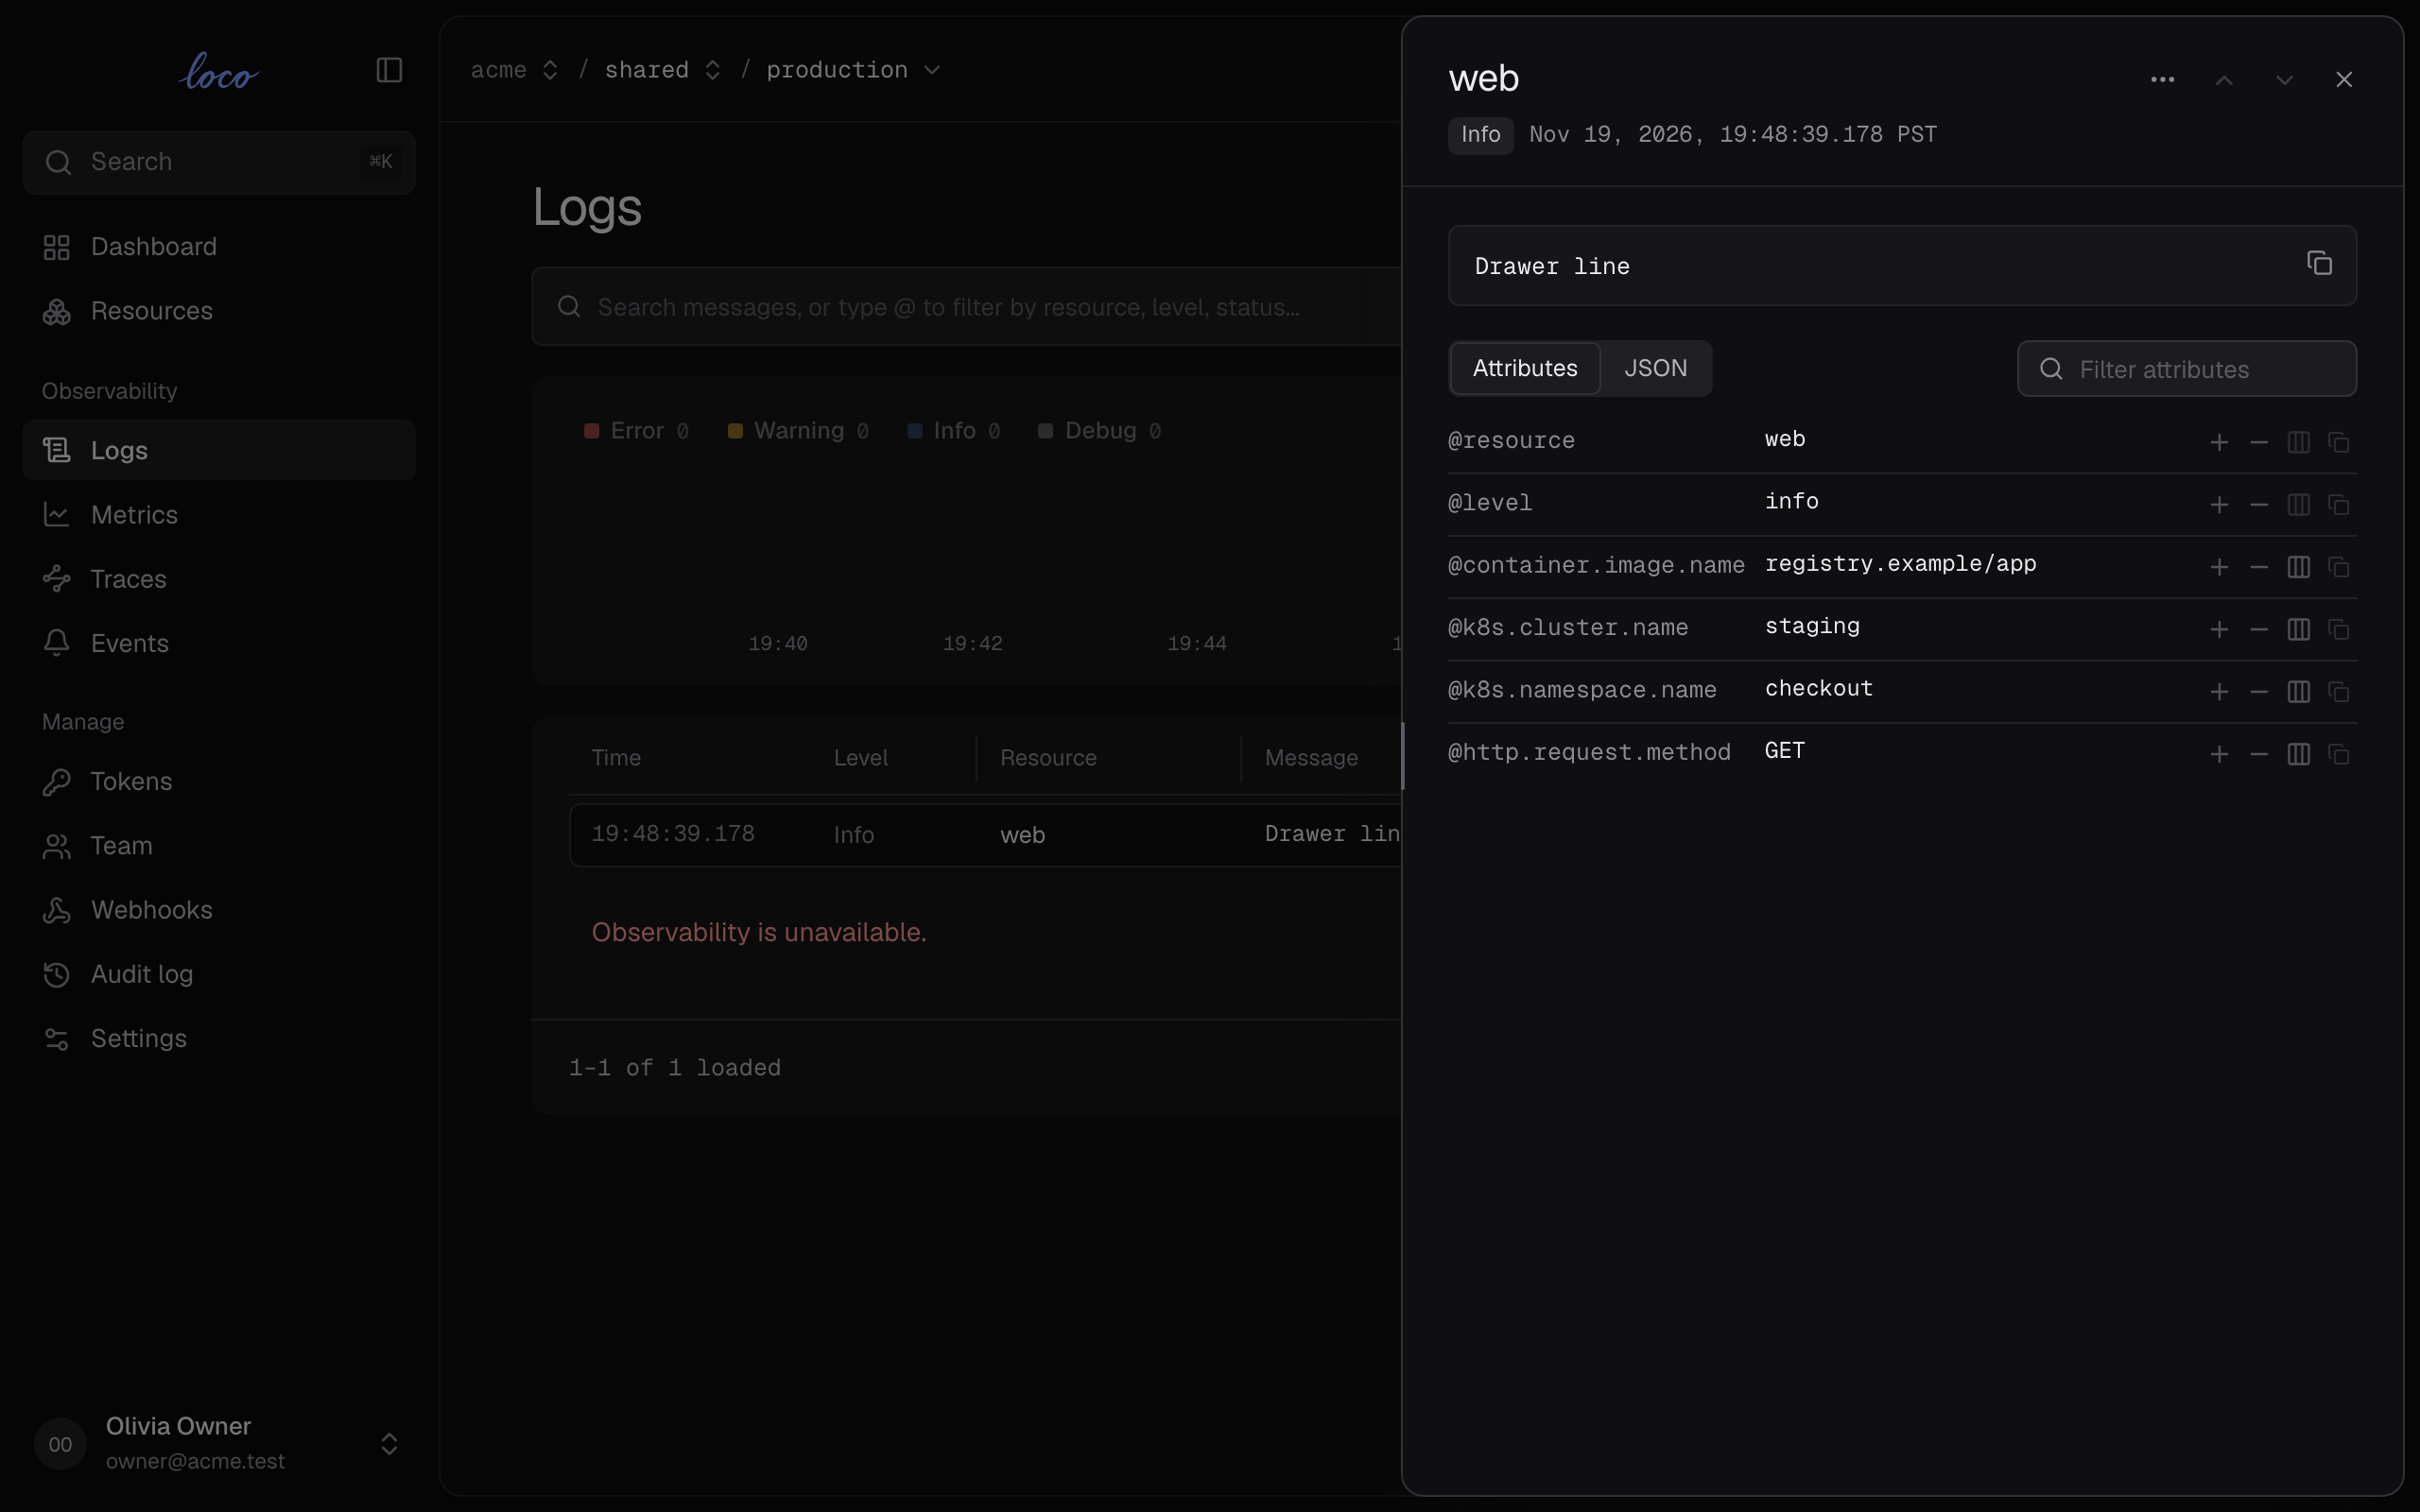 loco
Search ⌘K
Dashboard
Resources
Observability
Logs
Metrics
Traces
Events
Manage
Tokens
Team
Webhooks
Audit log
Settings
OO
Olivia Owner
owner@acme.test
acme / shared / production
Logs
Search messages, or type @ to filter by resource, level, status...
Error 0 Warning 0 Info 0 Debug 0
19:40 19:42 19:44 1
Time Level Resource Message
19:48:39.178 Info web Drawer lin
Observability is unavailable.
1–1 of 1 loaded
web
Info Nov 19, 2026, 19:48:39.178 PST
Drawer line
Attributes JSON Filter attributes
@resource web
@level info
@container.image.name registry.example/app
@k8s.cluster.name staging
@k8s.namespace.name checkout
@http.request.method GET